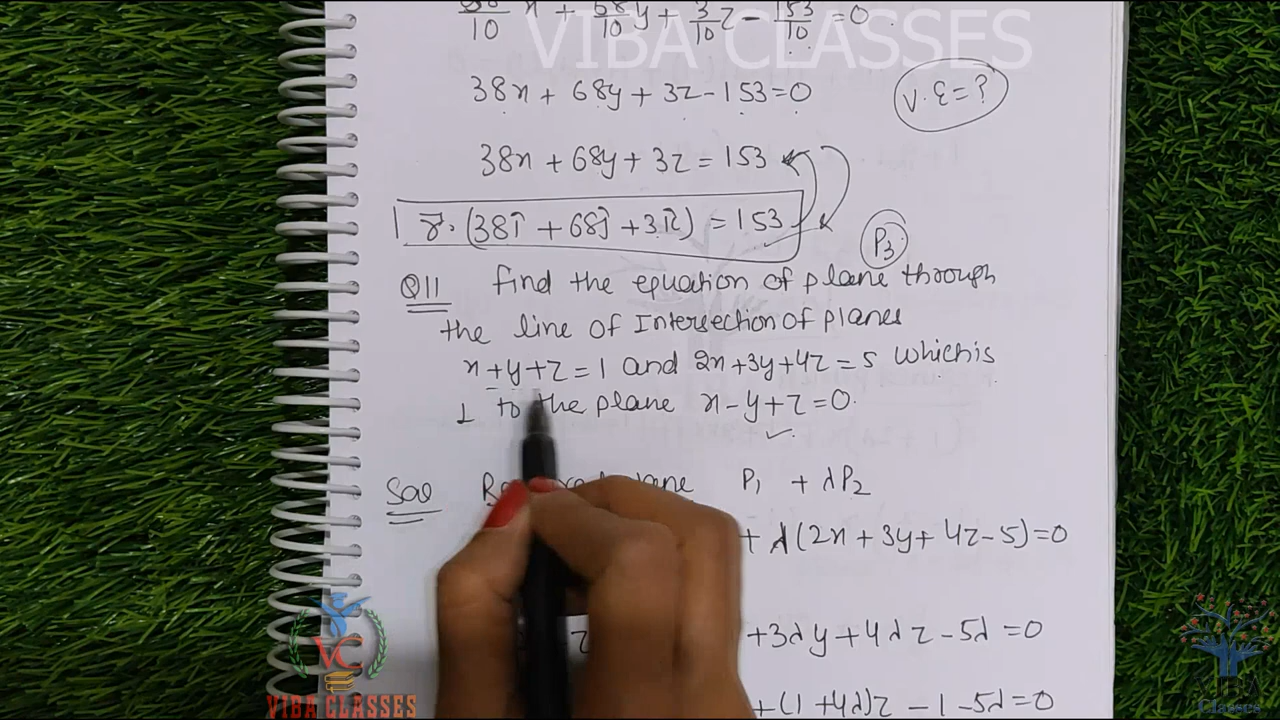 VIBA CLASSES
/10 x + 68/10 y + 3/10 z - 153/10 = 0
38x + 68y + 3z - 153 = 0
V.E = ?
38x + 68y + 3z = 153
r⃗. (38î + 68ĵ + 3k̂) = 153
P3
Q11 find the equation of plane through
the line of Intersection of planes
x + y + z = 1 and 2x + 3y + 4z = 5 which is
⊥ to the plane x - y + z = 0.
Sol P1 + λP2
+ λ(2x + 3y + 4z - 5) = 0
+ 3λy + 4λz - 5λ = 0
+ (1 + 4λ)z - 1 - 5λ = 0
VC
VIBA CLASSES
VIBA
Classes